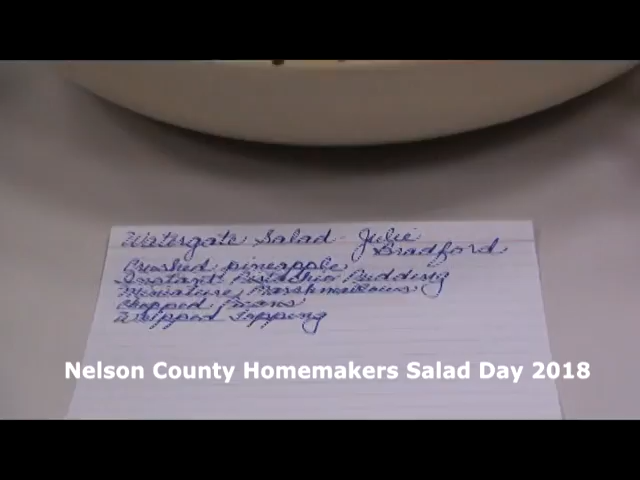 Watergate Salad - Julie Bradford
Crushed pineapple
Instant Pistachio Pudding
Miniature Marshmallows
Chopped Pecans
Whipped Topping
Nelson County Homemakers Salad Day 2018